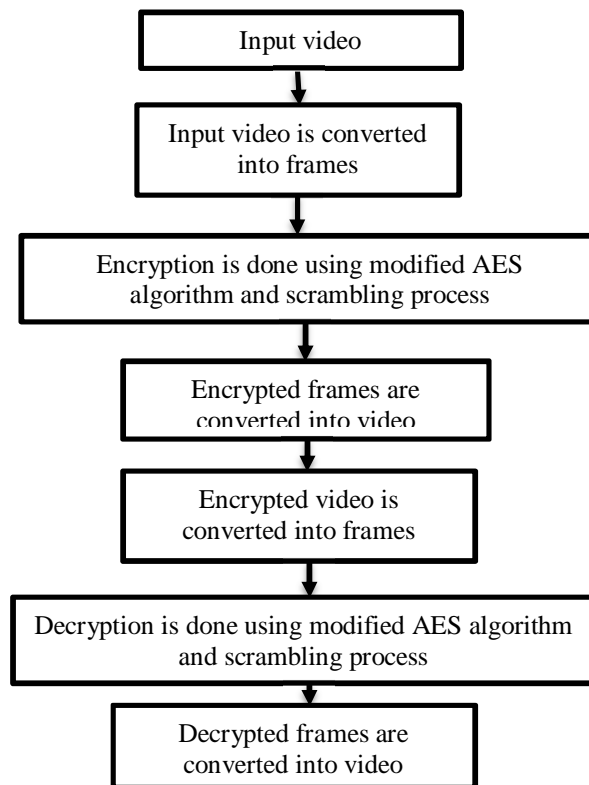 Input video
Input video is converted
into frames
Encryption is done using modified AES
algorithm and scrambling process
Encrypted frames are
converted into video
Encrypted video is
converted into frames
Decryption is done using modified AES algorithm
and scrambling process
Decrypted frames are
converted into video